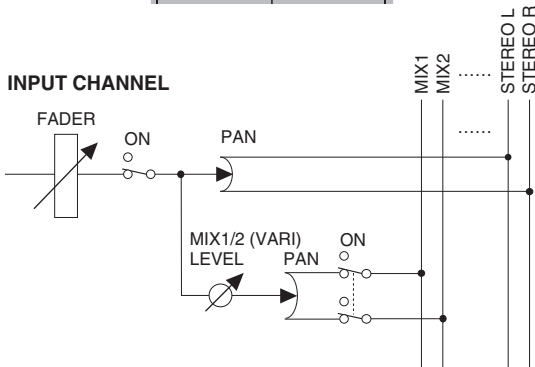 INPUT CHANNEL
FADER
ON
PAN
MIX1
MIX2
......
STEREO L
STEREO R
......
MIX1/2 (VARI)
LEVEL
PAN
ON